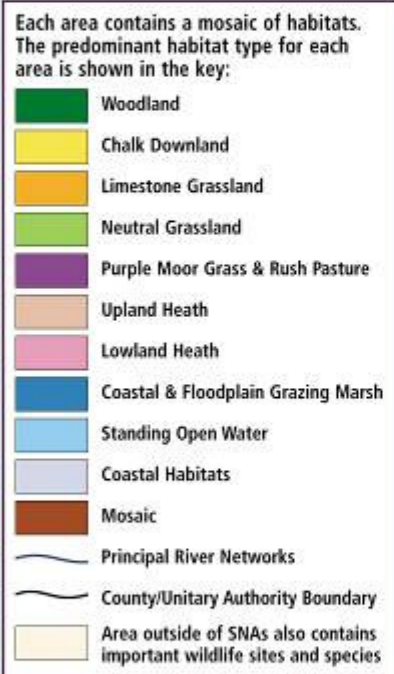 Each area contains a mosaic of habitats.
The predominant habitat type for each
area is shown in the key:
Woodland
Chalk Downland
Limestone Grassland
Neutral Grassland
Purple Moor Grass & Rush Pasture
Upland Heath
Lowland Heath
Coastal & Floodplain Grazing Marsh
Standing Open Water
Coastal Habitats
Mosaic
Principal River Networks
County/Unitary Authority Boundary
Area outside of SNAs also contains
important wildlife sites and species